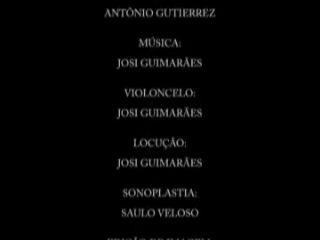 ANTÔNIO GUTIERREZ
MÚSICA:
JOSI GUIMARÃES
VIOLONCELO:
JOSI GUIMARÃES
LOCUÇÃO:
JOSI GUIMARÃES
SONOPLASTIA:
SAULO VELOSO